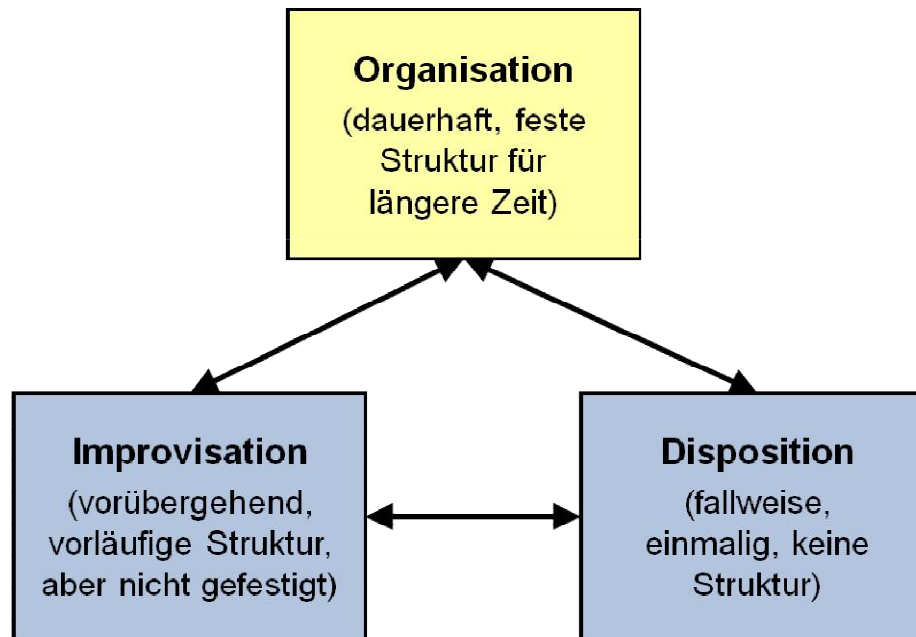 Organisation
(dauerhaft, feste
Struktur für
längere Zeit)
Improvisation
(vorübergehend,
vorläufige Struktur,
aber nicht gefestigt)
Disposition
(fallweise,
einmalig, keine
Struktur)